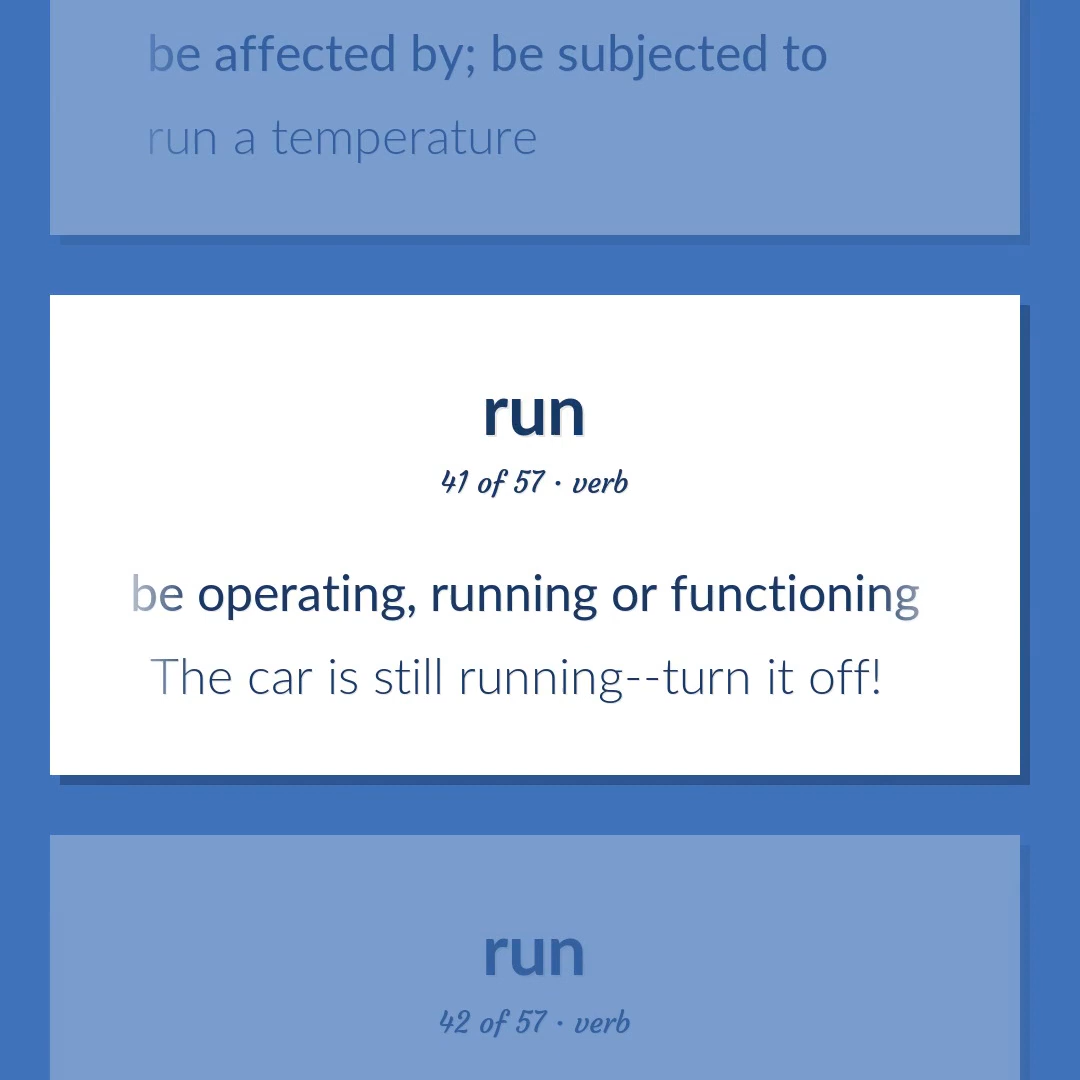 be affected by; be subjected to
run a temperature
run
41 of 57 · verb
be operating, running or functioning
The car is still running--turn it off!
run
42 of 57 · verb